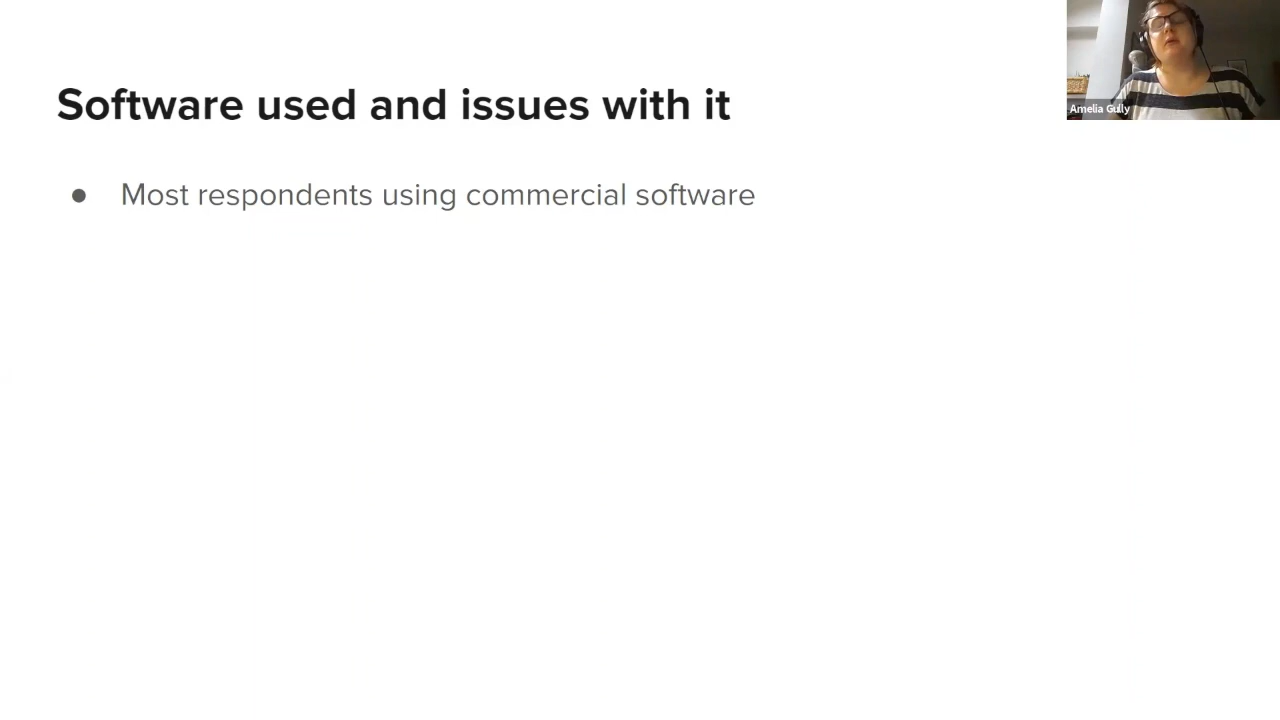 Software used and issues with it
● Most respondents using commercial software
Amelia Gully